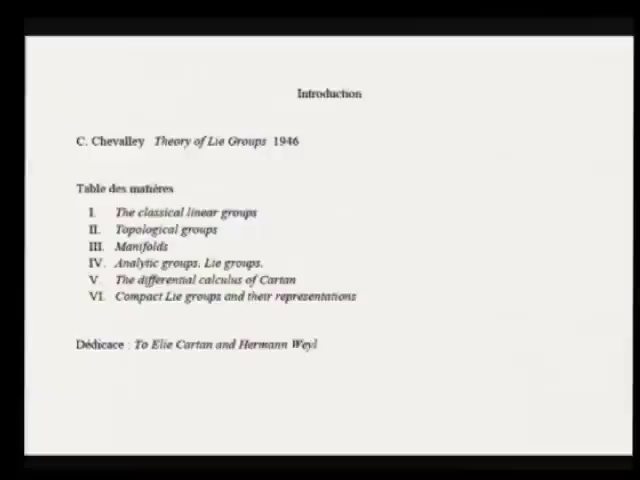 Introduction
C. Chevalley Theory of Lie Groups 1946
Table des matières
I. The classical linear groups
II. Topological groups
III. Manifolds
IV. Analytic groups. Lie groups.
V. The differential calculus of Cartan
VI. Compact Lie groups and their representations
Dédicace : To Elie Cartan and Hermann Weyl